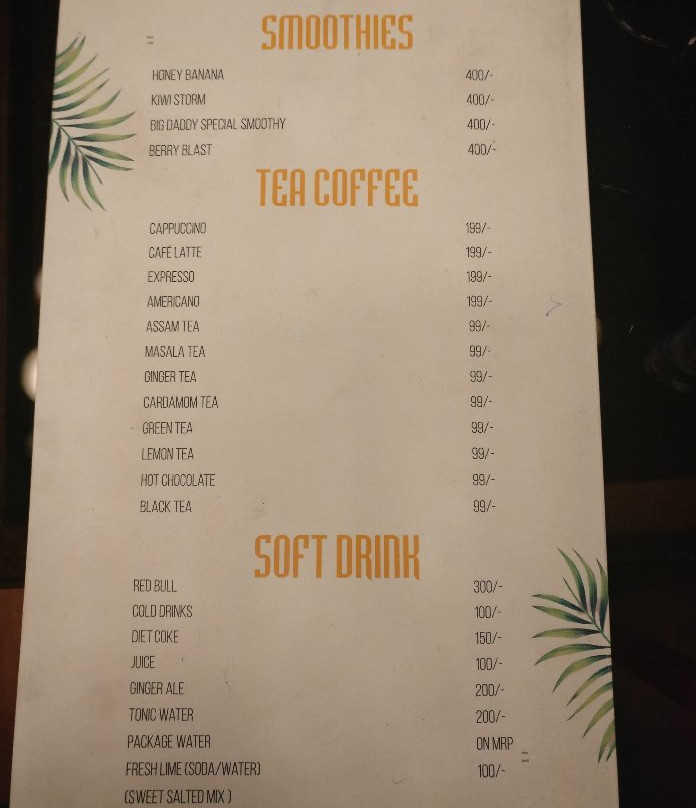 SMOOTHIES
HONEY BANANA 400/-
KIWI STORM 400/-
BIG DADDY SPECIAL SMOOTHY 400/-
BERRY BLAST 400/-
TEA COFFEE
CAPPUCCINO 199/-
CAFÉ LATTE 199/-
EXPRESSO 199/-
AMERICANO 199/-
ASSAM TEA 99/-
MASALA TEA 99/-
GINGER TEA 99/-
CARDAMOM TEA 99/-
GREEN TEA 99/-
LEMON TEA 99/-
HOT CHOCOLATE 99/-
BLACK TEA 99/-
SOFT DRINK
RED BULL 300/-
COLD DRINKS 100/-
DIET COKE 150/-
JUICE 100/-
GINGER ALE 200/-
TONIC WATER 200/-
PACKAGE WATER ON MRP
FRESH LIME (SODA/WATER) 100/-
(SWEET SALTED MIX )